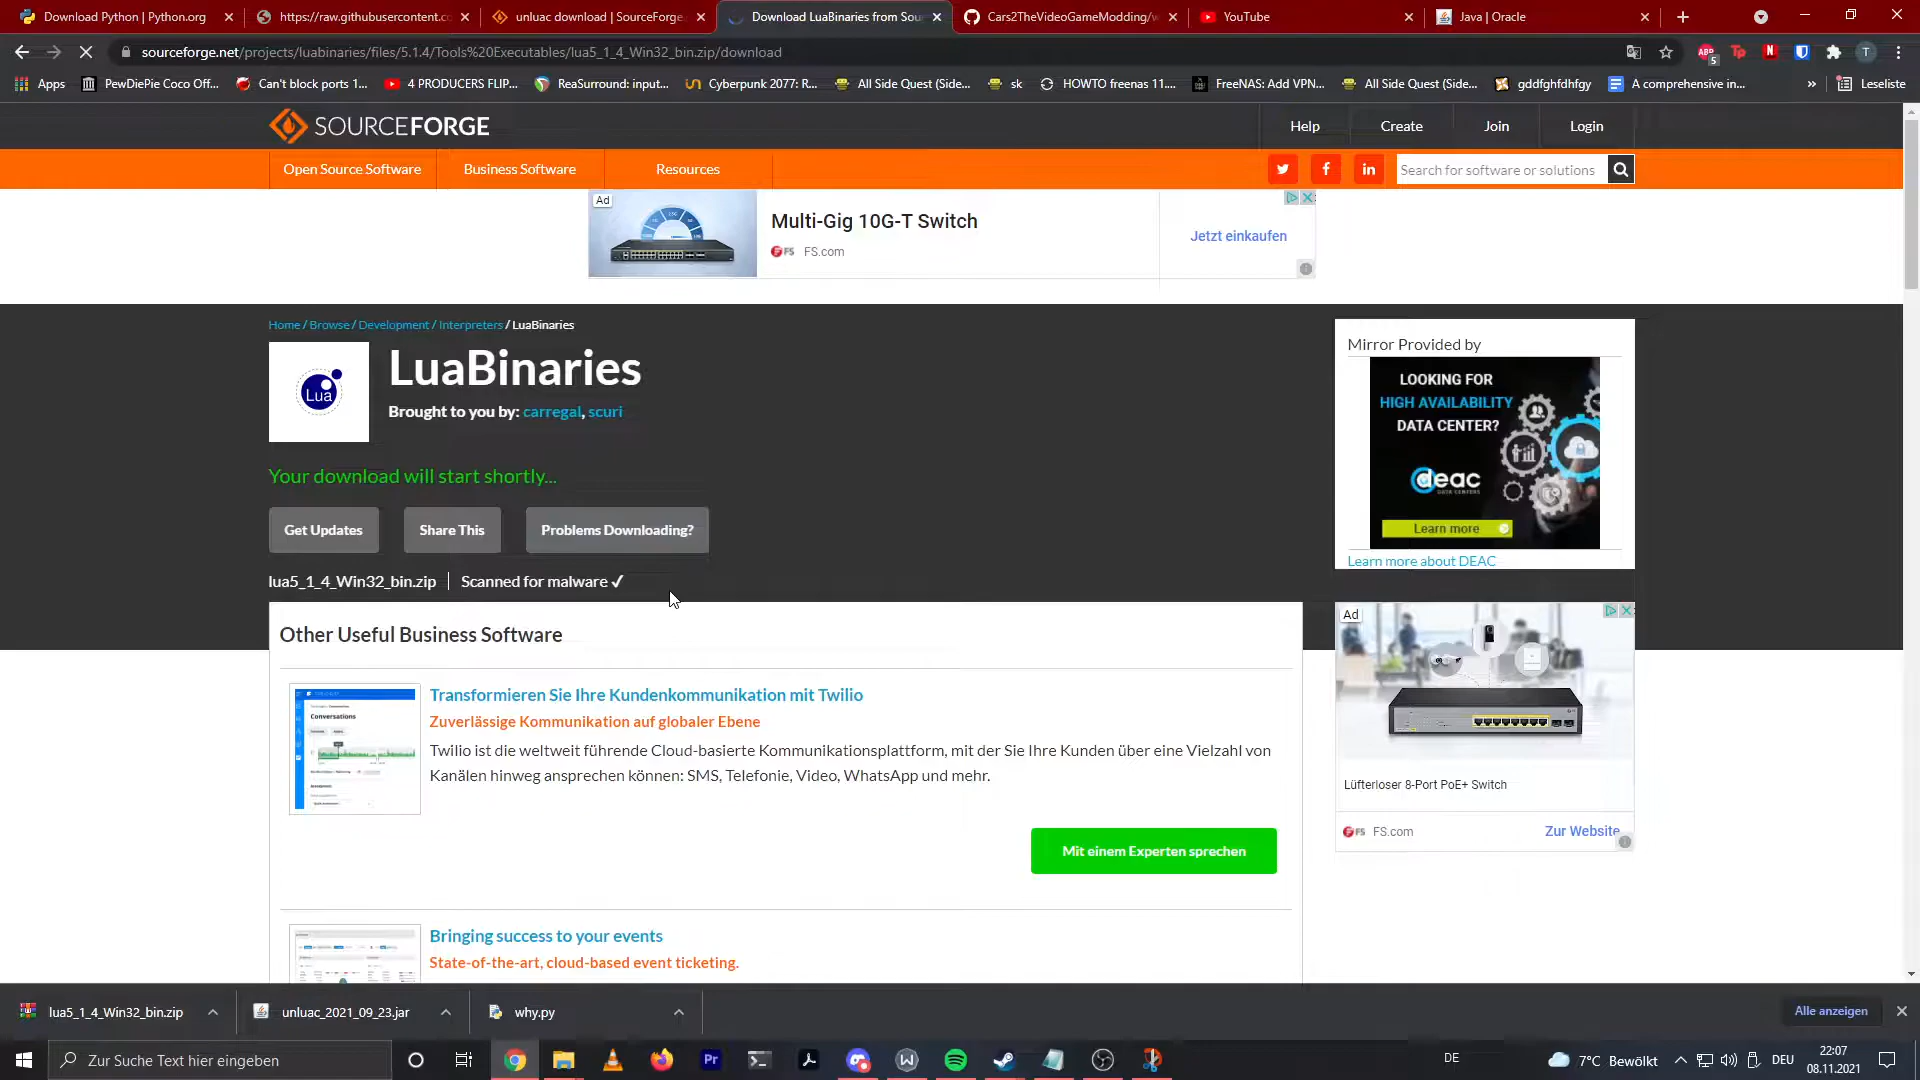 Download Python | Python.org
https://raw.githubusercontent.co
unluac download | SourceForge.
Download LuaBinaries from Sou
Cars2TheVideoGameModding/w
YouTube
Java | Oracle
sourceforge.net/projects/luabinaries/files/5.1.4/Tools%20Executables/lua5_1_4_Win32_bin.zip/download
ABP
5
Tp
N
T
Apps
PewDiePie Coco Off...
Can't block ports 1...
4 PRODUCERS FLIP...
ReaSurround: input...
Cyberpunk 2077: R...
All Side Quest (Side...
sk
HOWTO freenas 11....
FreeNAS: Add VPN...
All Side Quest (Side...
gddfghfdhfgy
A comprehensive in...
»
Leseliste
SOURCEFORGE
Help
Create
Join
Login
Open Source Software
Business Software
Resources
Search for software or solutions
Ad
Multi-Gig 10G-T Switch
FS FS.com
Jetzt einkaufen
Home / Browse / Development / Interpreters / LuaBinaries
Lua
LuaBinaries
Brought to you by: carregal, scuri
Your download will start shortly...
Get Updates
Share This
Problems Downloading?
lua5_1_4_Win32_bin.zip
Scanned for malware ✓
Mirror Provided by
LOOKING FOR
HIGH AVAILABILITY
DATA CENTER?
deac
DATA CENTERS
Learn more
Learn more about DEAC
Other Useful Business Software
Conversations
Transformieren Sie Ihre Kundenkommunikation mit Twilio
Zuverlässige Kommunikation auf globaler Ebene
Twilio ist die weltweit führende Cloud-basierte Kommunikationsplattform, mit der Sie Ihre Kunden über eine Vielzahl von
Kanälen hinweg ansprechen können: SMS, Telefonie, Video, WhatsApp und mehr.
Mit einem Experten sprechen
Bringing success to your events
State-of-the-art, cloud-based event ticketing.
Ad
Lüfterloser 8-Port PoE+ Switch
FS FS.com
Zur Website
lua5_1_4_Win32_bin.zip
unluac_2021_09_23.jar
why.py
Alle anzeigen
Zur Suche Text hier eingeben
Pr
DE
7°C Bewölkt
DEU
22:07
08.11.2021